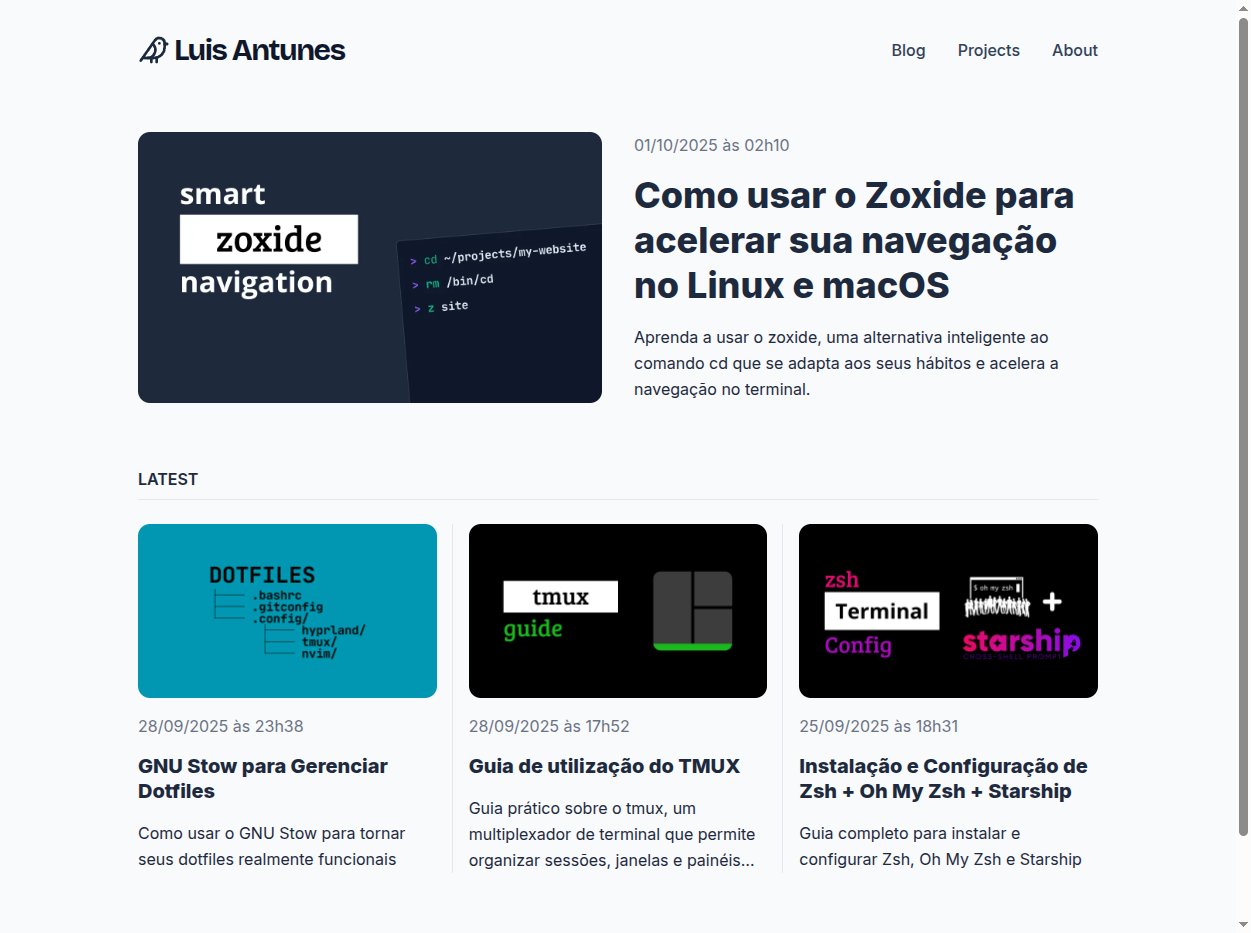 Luis Antunes
Blog Projects About
smart
zoxide
navigation
> cd ~/projects/my-website
> rm /bin/cd
> z site
01/10/2025 às 02h10
Como usar o Zoxide para
acelerar sua navegação
no Linux e macOS
Aprenda a usar o zoxide, uma alternativa inteligente ao
comando cd que se adapta aos seus hábitos e acelera a
navegação no terminal.
LATEST
DOTFILES
.bashrc
.gitconfig
.config/
hyprland/
tmux/
nvim/
28/09/2025 às 23h38
GNU Stow para Gerenciar
Dotfiles
Como usar o GNU Stow para tornar
seus dotfiles realmente funcionais
tmux
guide
28/09/2025 às 17h52
Guia de utilização do TMUX
Guia prático sobre o tmux, um
multiplexador de terminal que permite
organizar sessões, janelas e painéis...
zsh
Terminal
Config
$ oh my zsh
+
starship
CROSS-SHELL PROMPT
25/09/2025 às 18h31
Instalação e Configuração de
Zsh + Oh My Zsh + Starship
Guia completo para instalar e
configurar Zsh, Oh My Zsh e Starship